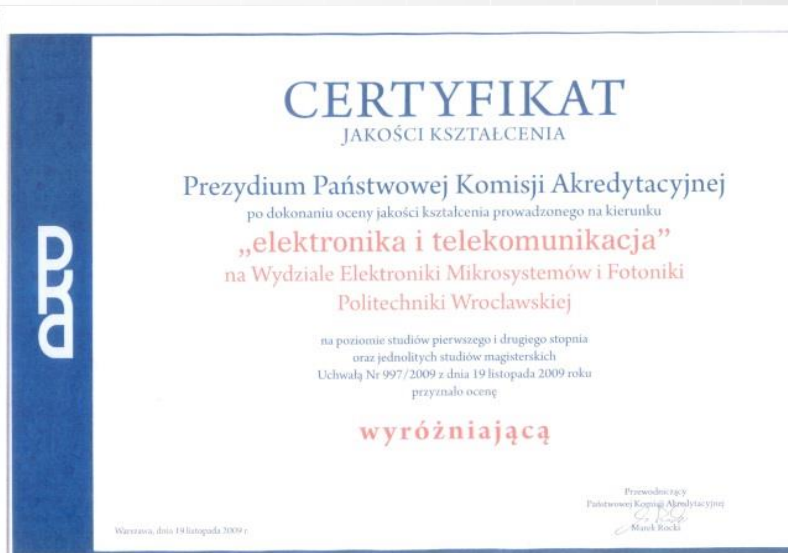 CERTYFIKAT
JAKOŚCI KSZTAŁCENIA
Prezydium Państwowej Komisji Akredytacyjnej
po dokonaniu oceny jakości kształcenia prowadzonego na kierunku
„elektronika i telekomunikacja”
na Wydziale Elektroniki Mikrosystemów i Fotoniki
Politechniki Wrocławskiej
na poziomie studiów pierwszego i drugiego stopnia
oraz jednolitych studiów magisterskich
Uchwałą Nr 997/2009 z dnia 19 listopada 2009 roku
przyznało ocenę
wyróżniającą
Przewodniczący
Państwowej Komisji Akredytacyjnej
Marek Rocki
Warszawa, dnia 19 listopada 2009 r.
pka